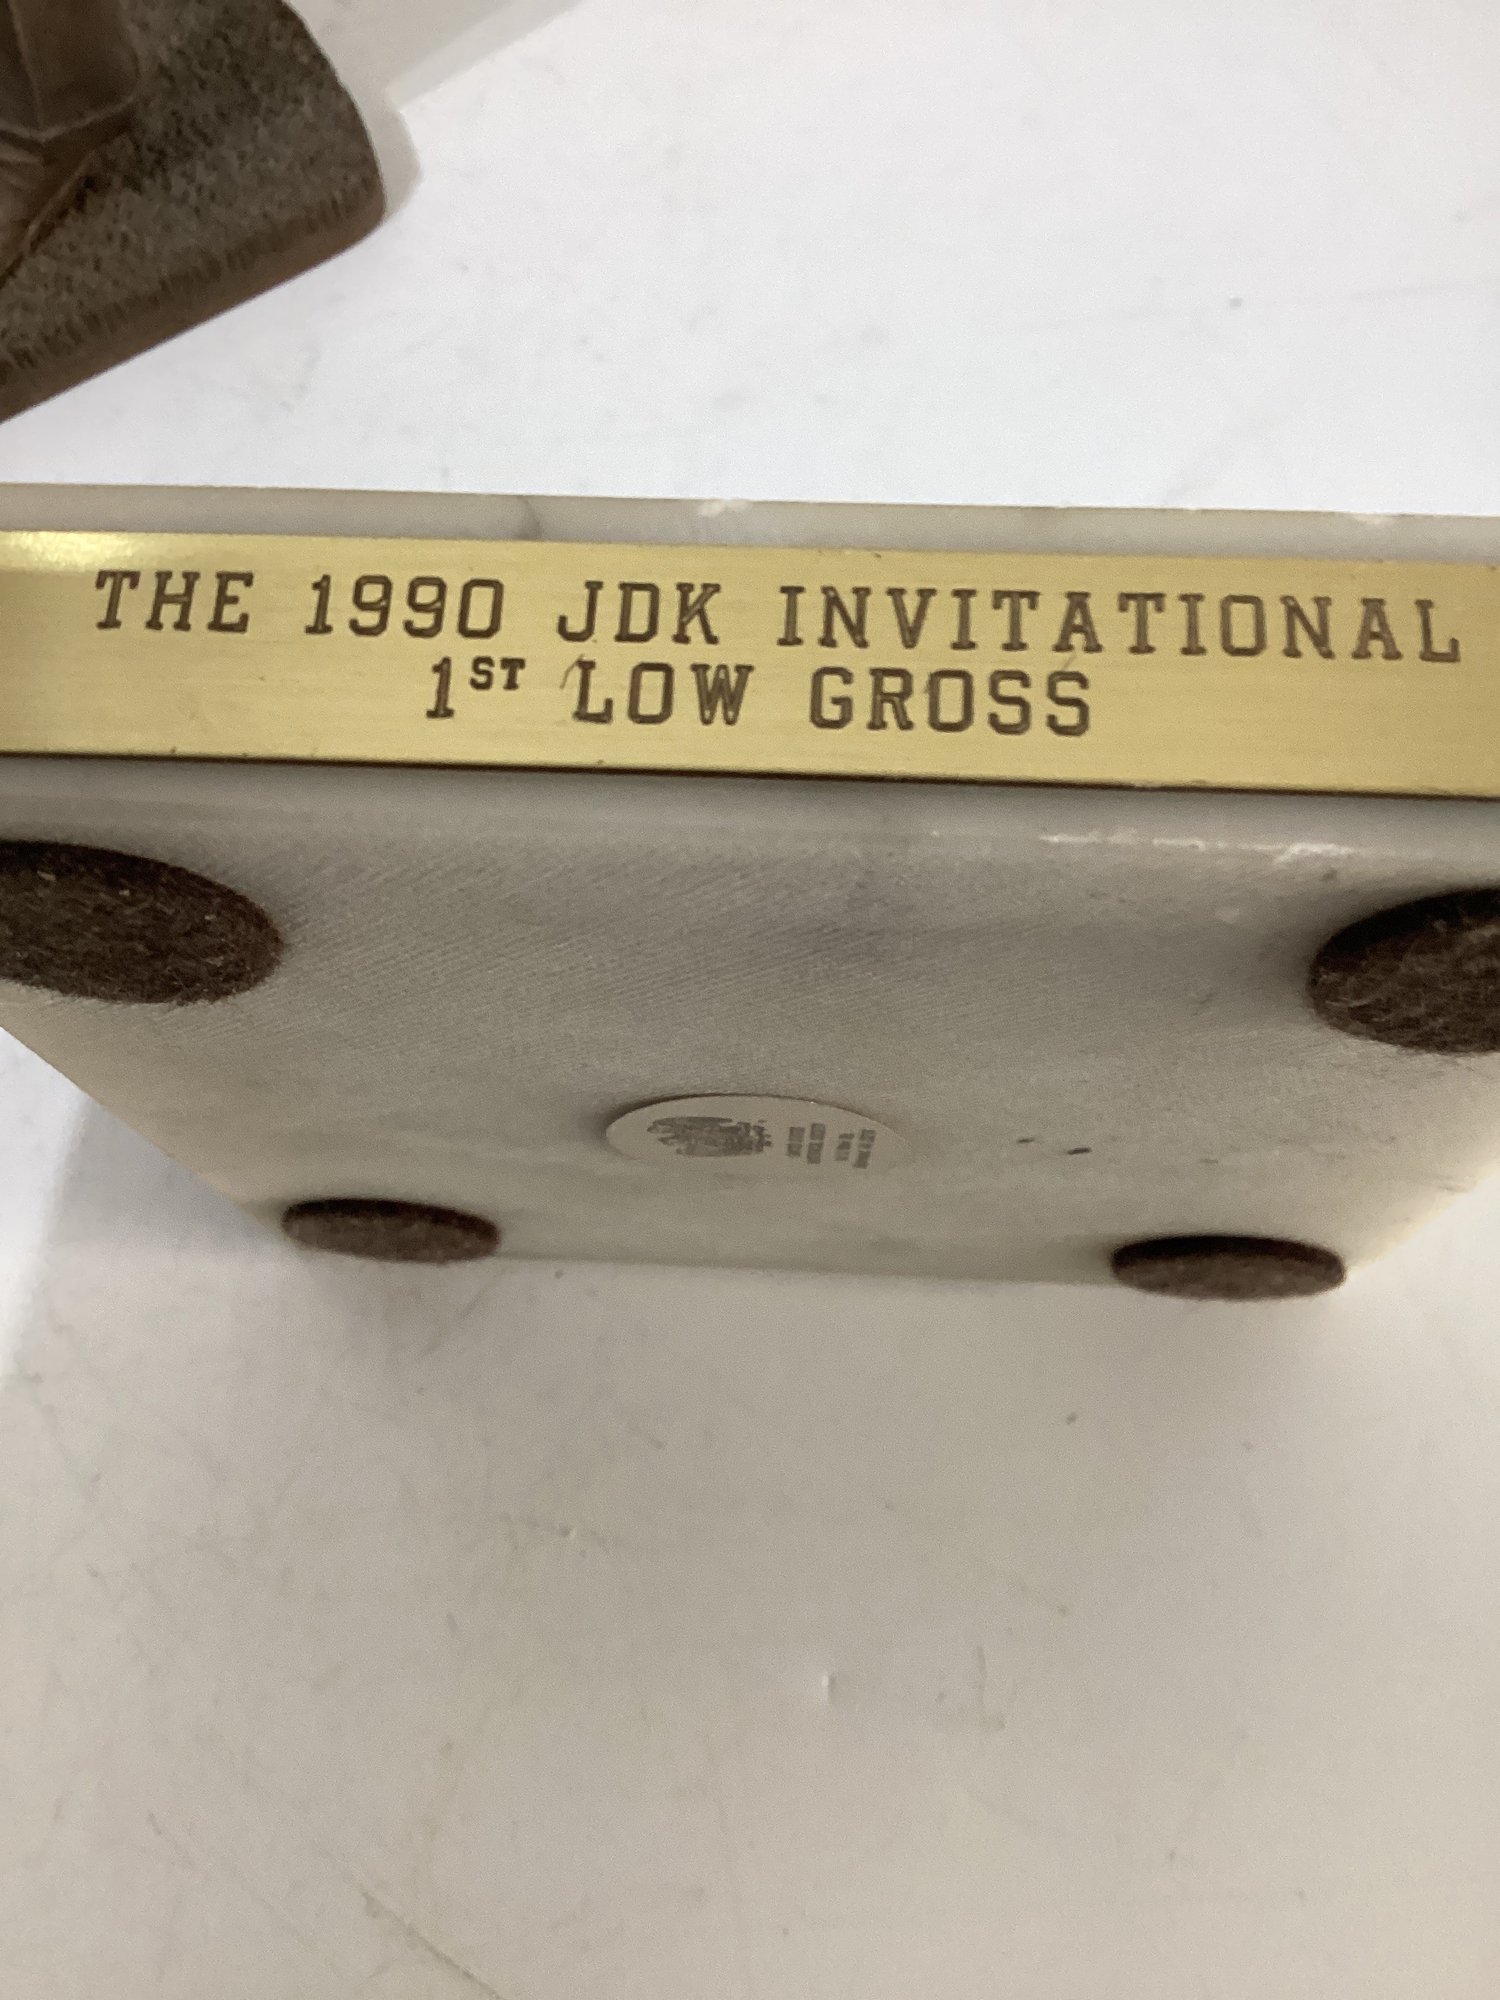 THE 1990 JDK INVITATIONAL
1ST LOW GROSS